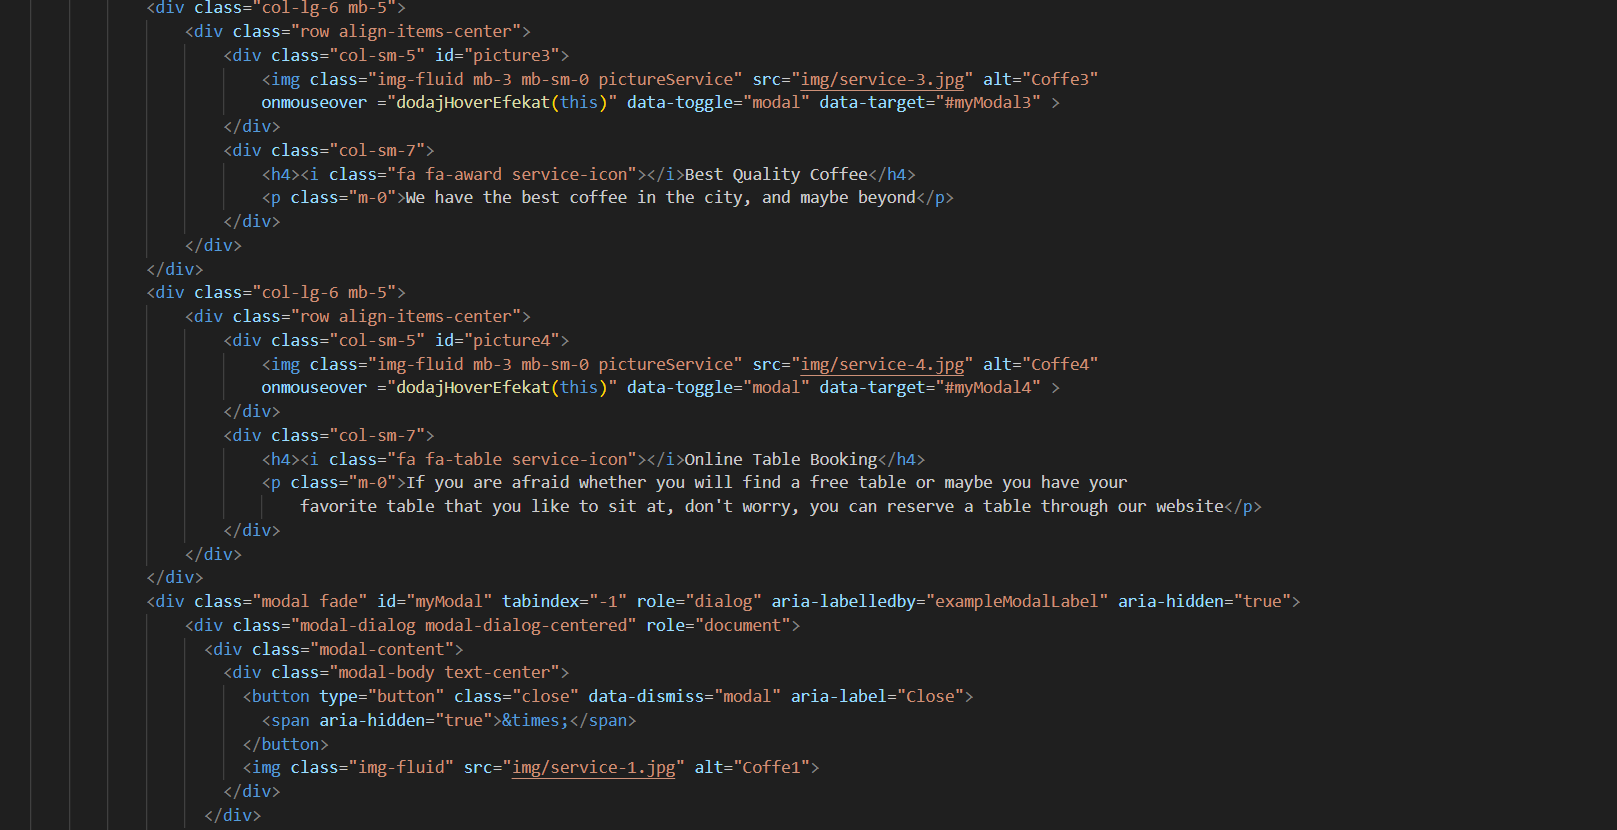 <div class="col-lg-6 mb-5">
<div class="row align-items-center">
<div class="col-sm-5" id="picture3">
<img class="img-fluid mb-3 mb-sm-0 pictureService" src="img/service-3.jpg" alt="Coffe3"
onmouseover ="dodajHoverEfekat(this)" data-toggle="modal" data-target="#myModal3" >
</div>
<div class="col-sm-7">
<h4><i class="fa fa-award service-icon"></i>Best Quality Coffee</h4>
<p class="m-0">We have the best coffee in the city, and maybe beyond</p>
</div>
</div>
</div>
<div class="col-lg-6 mb-5">
<div class="row align-items-center">
<div class="col-sm-5" id="picture4">
<img class="img-fluid mb-3 mb-sm-0 pictureService" src="img/service-4.jpg" alt="Coffe4"
onmouseover ="dodajHoverEfekat(this)" data-toggle="modal" data-target="#myModal4" >
</div>
<div class="col-sm-7">
<h4><i class="fa fa-table service-icon"></i>Online Table Booking</h4>
<p class="m-0">If you are afraid whether you will find a free table or maybe you have your
favorite table that you like to sit at, don't worry, you can reserve a table through our website</p>
</div>
</div>
</div>
<div class="modal fade" id="myModal" tabindex="-1" role="dialog" aria-labelledby="exampleModalLabel" aria-hidden="true">
<div class="modal-dialog modal-dialog-centered" role="document">
<div class="modal-content">
<div class="modal-body text-center">
<button type="button" class="close" data-dismiss="modal" aria-label="Close">
<span aria-hidden="true">&times;</span>
</button>
<img class="img-fluid" src="img/service-1.jpg" alt="Coffe1">
</div>
</div>